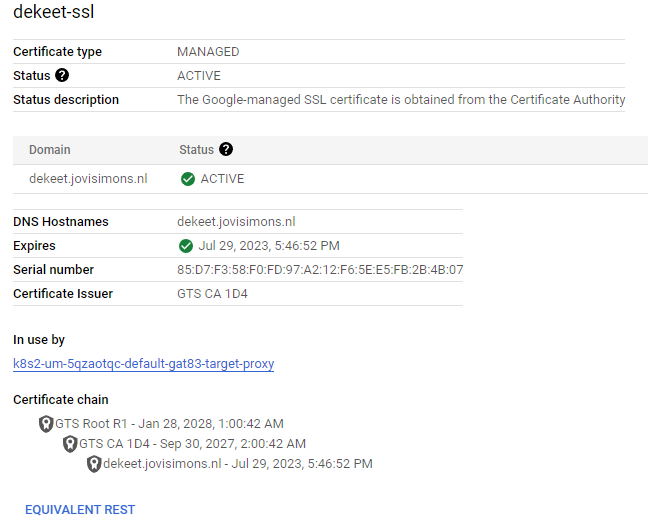 dekeet-ssl
Certificate type MANAGED
Status ? ACTIVE
Status description The Google-managed SSL certificate is obtained from the Certificate Authority
Domain Status ?
dekeet.jovisimons.nl ACTIVE
DNS Hostnames dekeet.jovisimons.nl
Expires Jul 29, 2023, 5:46:52 PM
Serial number 85:D7:F3:58:F0:FD:97:A2:12:F6:5E:E5:FB:2B:4B:07
Certificate Issuer GTS CA 1D4
In use by
k8s2-um-5qzaotqc-default-gat83-target-proxy
Certificate chain
GTS Root R1 - Jan 28, 2028, 1:00:42 AM
GTS CA 1D4 - Sep 30, 2027, 2:00:42 AM
dekeet.jovisimons.nl - Jul 29, 2023, 5:46:52 PM
EQUIVALENT REST